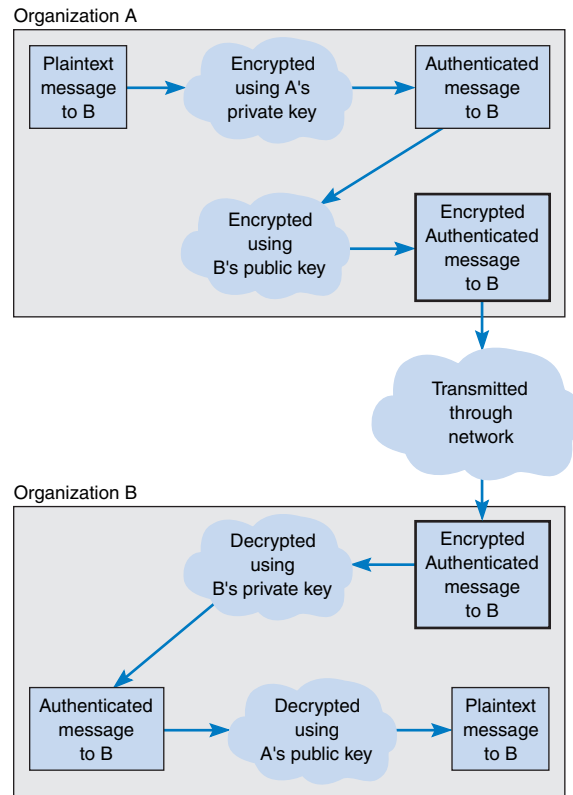 Organization A
Plaintext
message
to B
Encrypted
using A's
private key
Authenticated
message
to B
Encrypted
using
B's public key
Encrypted
Authenticated
message
to B
Transmitted
through
network
Organization B
Encrypted
Authenticated
message
to B
Decrypted
using
B's private key
Authenticated
message
to B
Decrypted
using
A's public key
Plaintext
message
to B